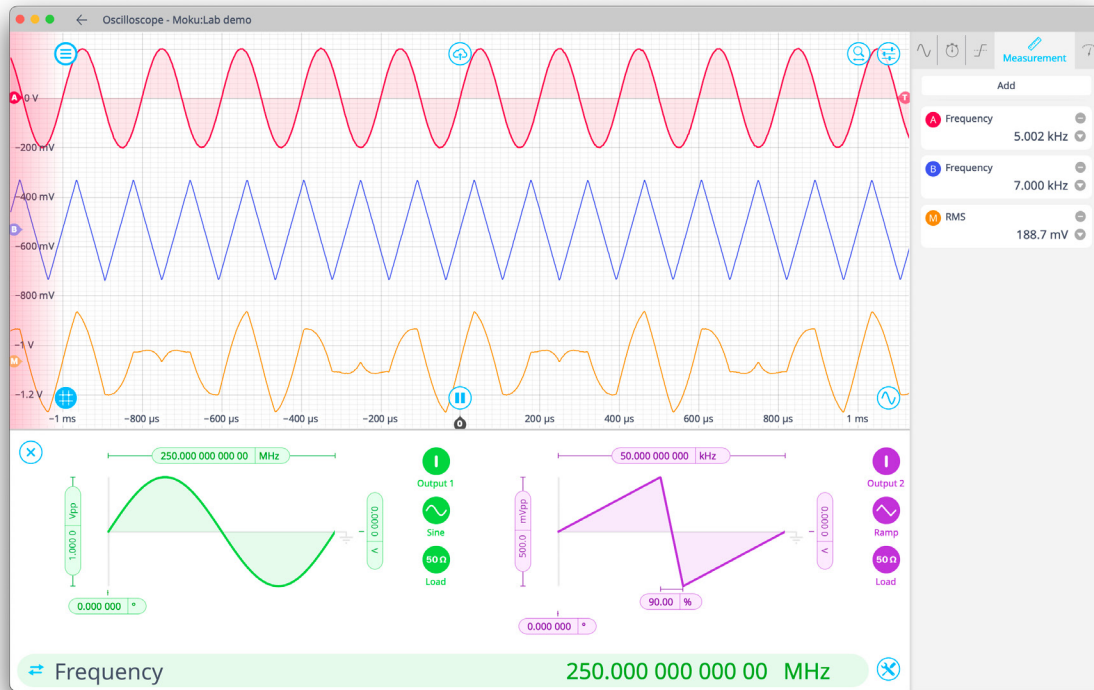 Oscilloscope - Moku:Lab demo
Measurement
Add
A Frequency
5.002 kHz
B Frequency
7.000 kHz
M RMS
188.7 mV
A 0 V
T
−200 mV
−400 mV
B
−600 mV
−800 mV
−1 V
M
−1.2 V
−1 ms −800 µs −600 µs −400 µs −200 µs 0 200 µs 400 µs 600 µs 800 µs 1 ms
250.000 000 000 00 MHz
1.000 0 Vpp
0.000 0 V
0.000 000 °
Output 1
Sine
50 Ω
Load
50.000 000 000 kHz
500.0 mVpp
0.000 0 V
90.00 %
0.000 000 °
Output 2
Ramp
50 Ω
Load
Frequency 250.000 000 000 00 MHz